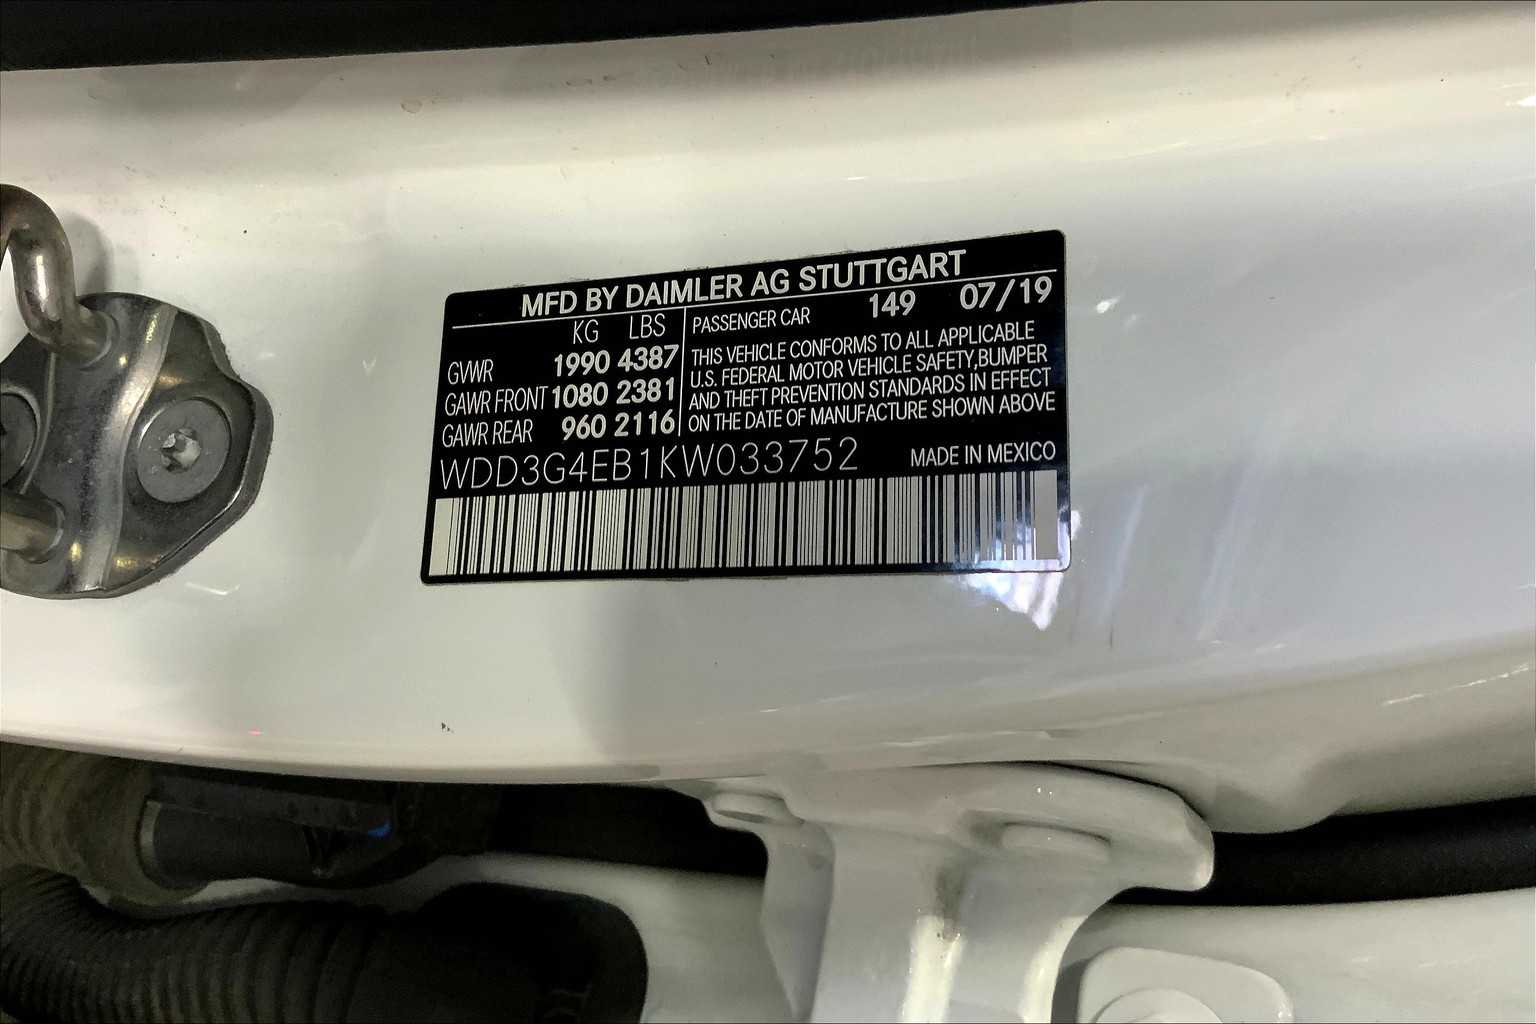 MFD BY DAIMLER AG STUTTGART
KG LBS
GVWR 1990 4387
GAWR FRONT 1080 2381
GAWR REAR 960 2116
PASSENGER CAR 149 07/19
THIS VEHICLE CONFORMS TO ALL APPLICABLE
U.S. FEDERAL MOTOR VEHICLE SAFETY,BUMPER
AND THEFT PREVENTION STANDARDS IN EFFECT
ON THE DATE OF MANUFACTURE SHOWN ABOVE
WDD3G4EB1KW033752 MADE IN MEXICO